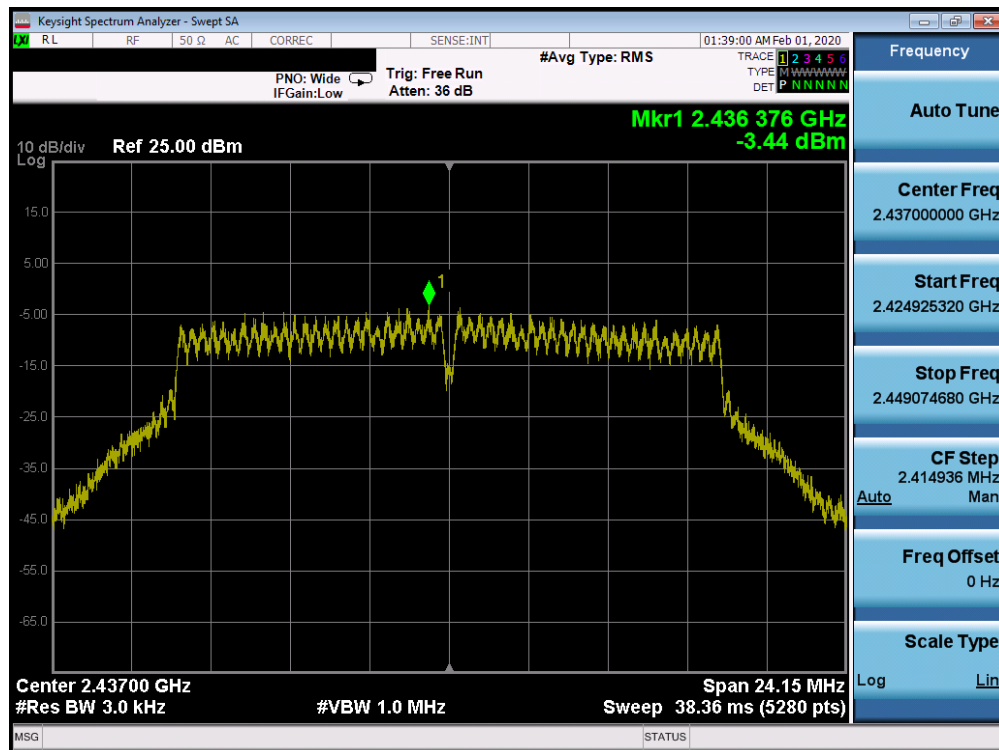 Keysight Spectrum Analyzer - Swept SA
LXI RL RF 50 Ω AC CORREC SENSE:INT 01:39:00 AM Feb 01, 2020
#Avg Type: RMS TRACE 1 2 3 4 5 6
PNO: Wide Trig: Free Run TYPE M WWWWW
IFGain:Low Atten: 36 dB DET P N N N N N
Mkr1 2.436 376 GHz
10 dB/div Ref 25.00 dBm -3.44 dBm
Log
15.0
5.00
1
-5.00
-15.0
-25.0
-35.0
-45.0
-55.0
-65.0
Center 2.43700 GHz Span 24.15 MHz
#Res BW 3.0 kHz #VBW 1.0 MHz Sweep 38.36 ms (5280 pts)
MSG STATUS
Frequency
Auto Tune
Center Freq
2.437000000 GHz
Start Freq
2.424925320 GHz
Stop Freq
2.449074680 GHz
CF Step
2.414936 MHz
Auto Man
Freq Offset
0 Hz
Scale Type
Log Lin